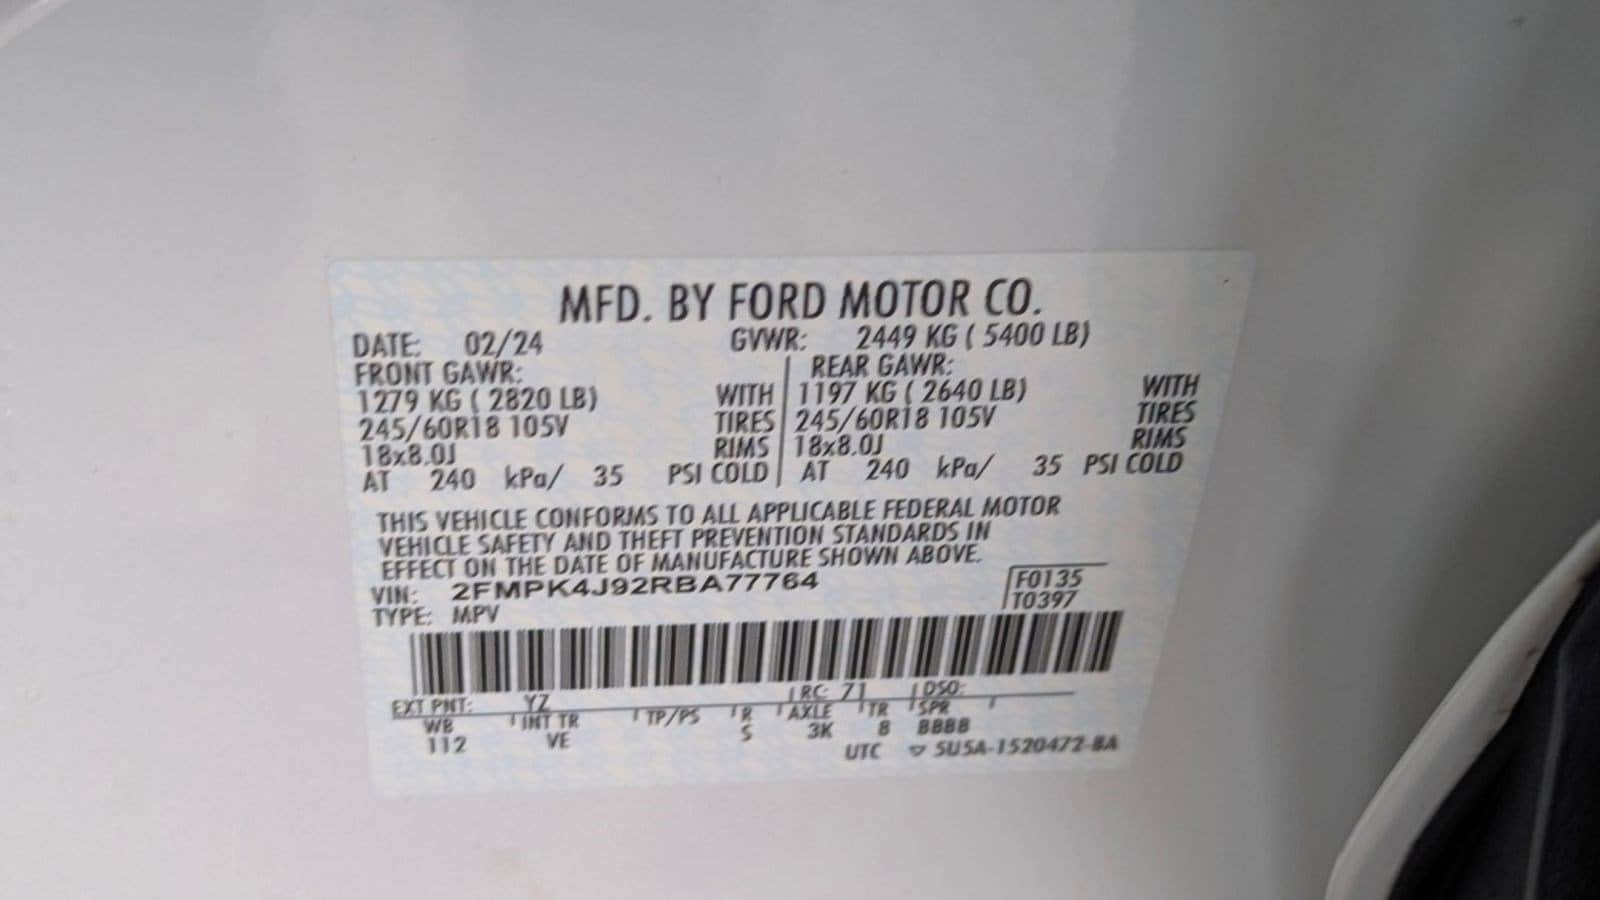 MFD. BY FORD MOTOR CO.
DATE: 02/24 GVWR: 2449 KG ( 5400 LB)
FRONT GAWR: REAR GAWR:
1279 KG ( 2820 LB) WITH 1197 KG ( 2640 LB) WITH
245/60R18 105V TIRES 245/60R18 105V TIRES
18x8.0J RIMS 18x8.0J RIMS
AT 240 kPa/ 35 PSI COLD AT 240 kPa/ 35 PSI COLD
THIS VEHICLE CONFORMS TO ALL APPLICABLE FEDERAL MOTOR
VEHICLE SAFETY AND THEFT PREVENTION STANDARDS IN
EFFECT ON THE DATE OF MANUFACTURE SHOWN ABOVE.
VIN: 2FMPK4J92RBA77764 F0135
TYPE: MPV T0397
EXT PNT: YZ RC: 71 DSO:
WB INT TR TP/PS R AXLE TR SPR
112 VE S 3K 8 BBBB
UTC ▽ 5U5A-1520472-BA